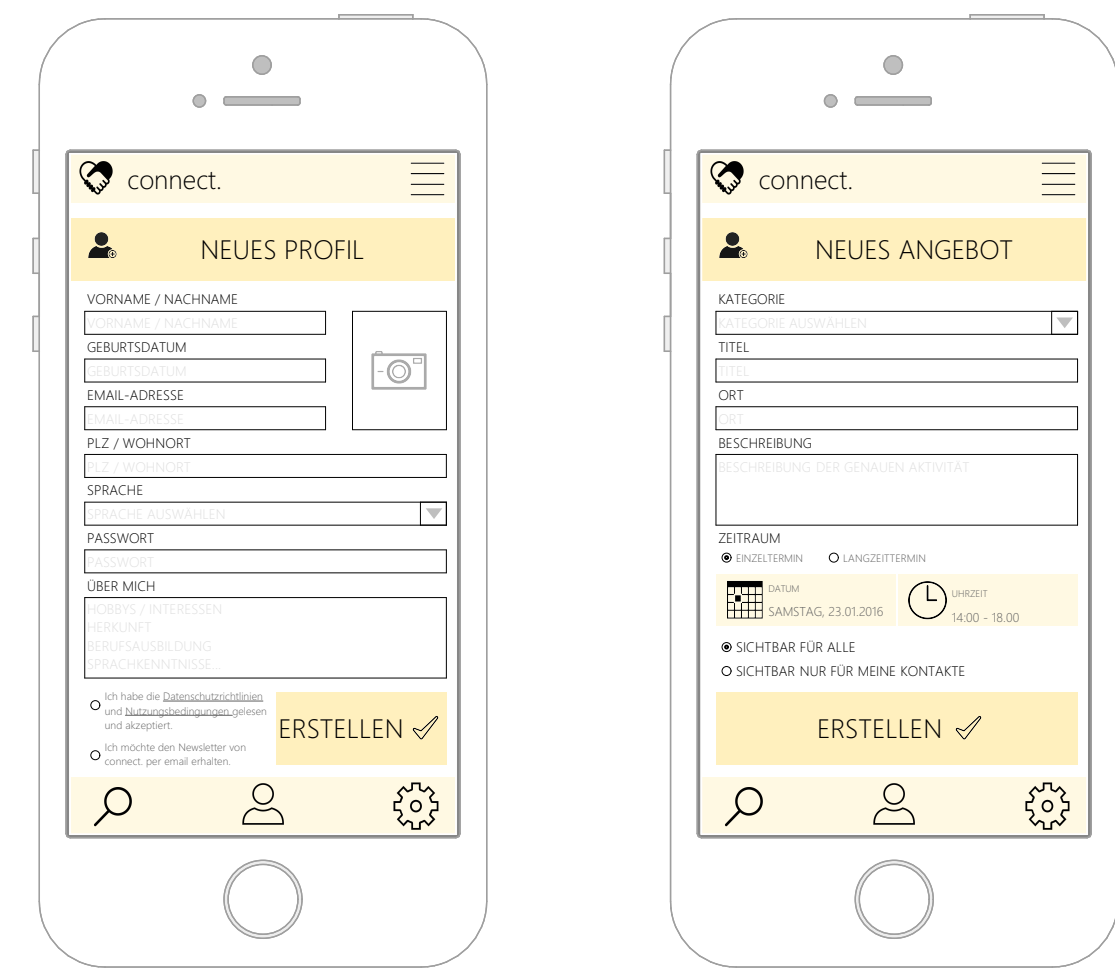 connect.
NEUES PROFIL
VORNAME / NACHNAME
VORNAME / NACHNAME
GEBURTSDATUM
GEBURTSDATUM
EMAIL-ADRESSE
EMAIL-ADRESSE
PLZ / WOHNORT
PLZ / WOHNORT
SPRACHE
SPRACHE AUSWÄHLEN
PASSWORT
PASSWORT
ÜBER MICH
HOBBYS / INTERESSEN
HERKUNFT
BERUFSAUSBILDUNG
SPRACHKENNTNISSE...
Ich habe die Datenschutzrichtlinien
und Nutzungsbedingungen gelesen
und akzeptiert.
Ich möchte den Newsletter von
connect. per email erhalten.
ERSTELLEN
connect.
NEUES ANGEBOT
KATEGORIE
KATEGORIE AUSWÄHLEN
TITEL
TITEL
ORT
ORT
BESCHREIBUNG
BESCHREIBUNG DER GENAUEN AKTIVITÄT
ZEITRAUM
EINZELTERMIN LANGZEITTERMIN
DATUM
SAMSTAG, 23.01.2016
UHRZEIT
14:00 - 18.00
SICHTBAR FÜR ALLE
SICHTBAR NUR FÜR MEINE KONTAKTE
ERSTELLEN